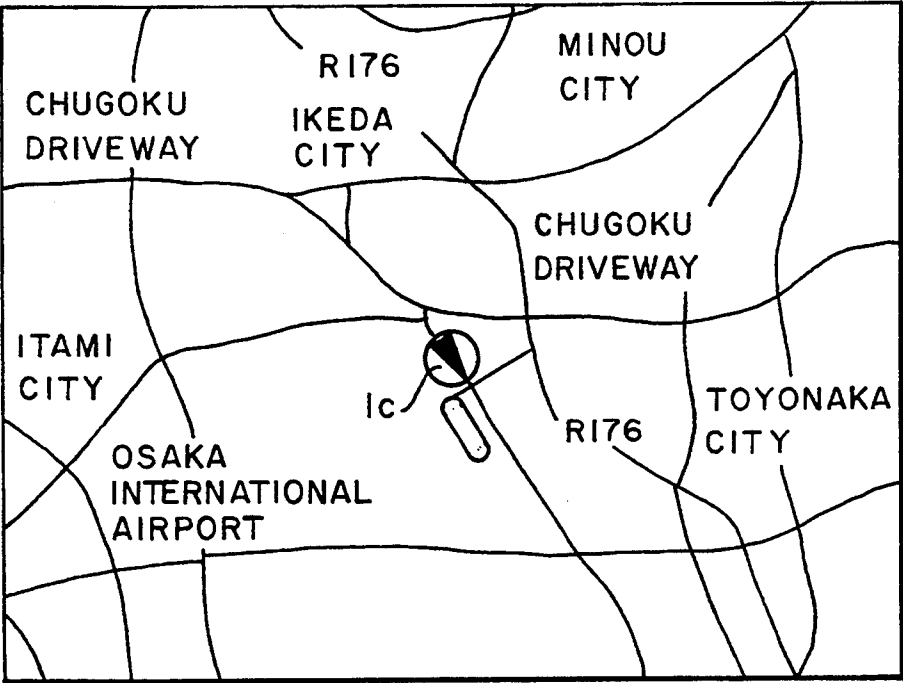 MINOU
CITY
R176
CHUGOKU
DRIVEWAY
IKEDA
CITY
CHUGOKU
DRIVEWAY
ITAMI
CITY
1c
TOYONAKA
CITY
R176
OSAKA
INTERNATIONAL
AIRPORT